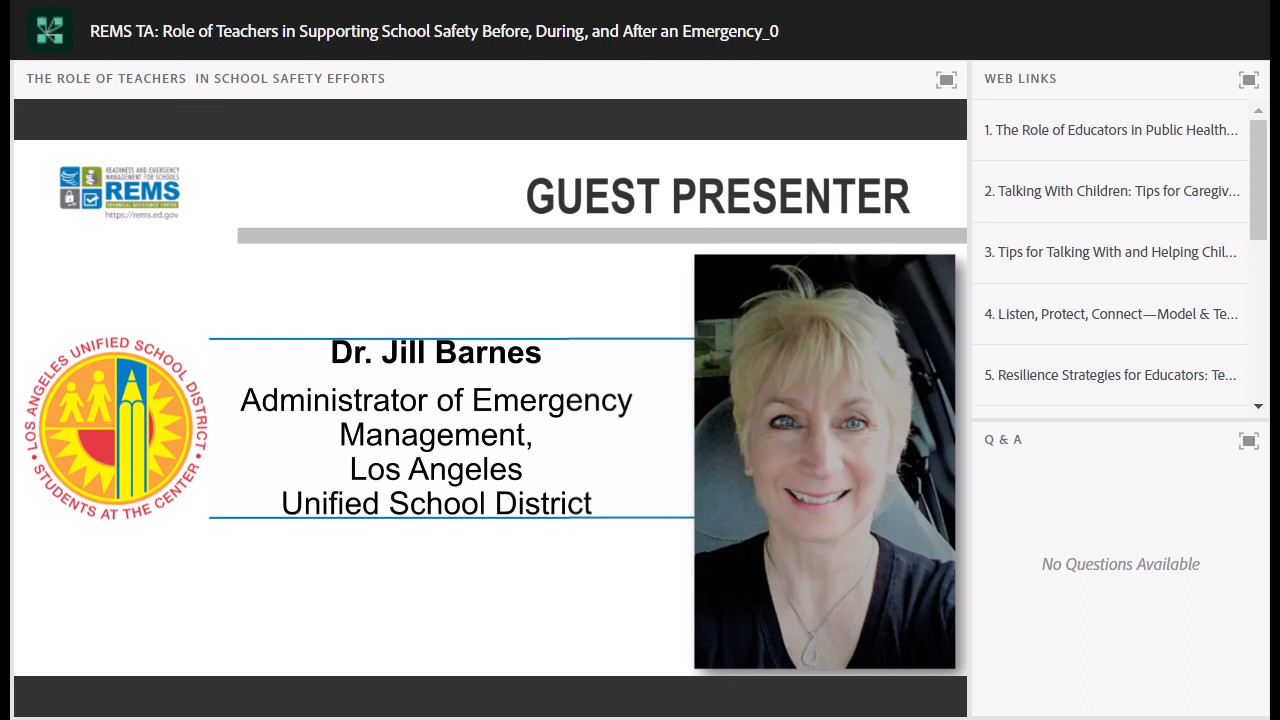 REMS TA: Role of Teachers in Supporting School Safety Before, During, and After an Emergency_0
THE ROLE OF TEACHERS IN SCHOOL SAFETY EFFORTS
READINESS AND EMERGENCY
MANAGEMENT FOR SCHOOLS
REMS
TECHNICAL ASSISTANCE CENTER
https://rems.ed.gov
GUEST PRESENTER
LOS ANGELES UNIFIED SCHOOL DISTRICT
• STUDENTS AT THE CENTER •
Dr. Jill Barnes
Administrator of Emergency
Management,
Los Angeles
Unified School District
WEB LINKS
1. The Role of Educators in Public Health...
2. Talking With Children: Tips for Caregiv...
3. Tips for Talking With and Helping Chil...
4. Listen, Protect, Connect—Model & Te...
5. Resilience Strategies for Educators: Te...
Q & A
No Questions Available